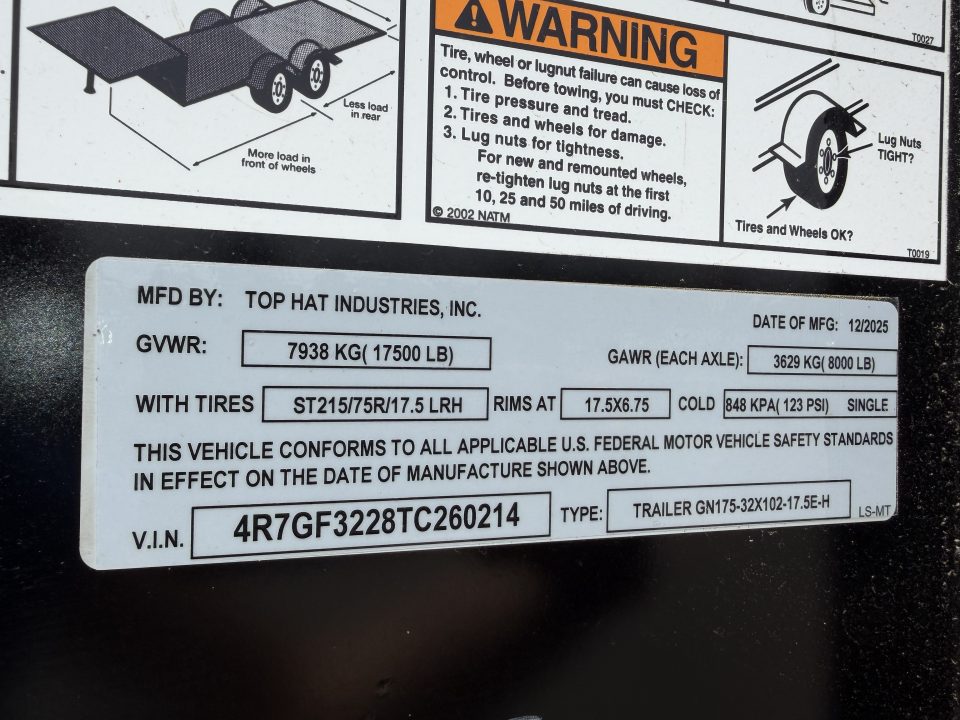 T0027
Less load
in rear
More load in
front of wheels
WARNING
Tire, wheel or lugnut failure can cause loss of
control. Before towing, you must CHECK:
1. Tire pressure and tread.
2. Tires and wheels for damage.
3. Lug nuts for tightness.
For new and remounted wheels,
re-tighten lug nuts at the first
10, 25 and 50 miles of driving.
© 2002 NATM
Lug Nuts
TIGHT?
Tires and Wheels OK?
T0019
MFD BY: TOP HAT INDUSTRIES, INC.
DATE OF MFG: 12/2025
GVWR: 7938 KG( 17500 LB)
GAWR (EACH AXLE): 3629 KG( 8000 LB)
WITH TIRES ST215/75R/17.5 LRH RIMS AT 17.5X6.75 COLD 848 KPA( 123 PSI) SINGLE
THIS VEHICLE CONFORMS TO ALL APPLICABLE U.S. FEDERAL MOTOR VEHICLE SAFETY STANDARDS
IN EFFECT ON THE DATE OF MANUFACTURE SHOWN ABOVE.
V.I.N. 4R7GF3228TC260214 TYPE: TRAILER GN175-32X102-17.5E-H LS-MT